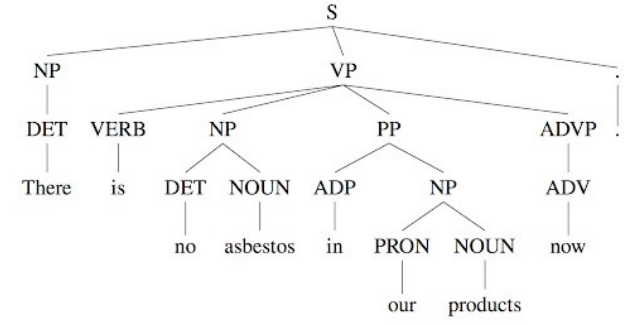 S
NP VP .
DET VERB NP PP ADVP .
There is DET NOUN ADP NP ADV
no asbestos in PRON NOUN now
our products